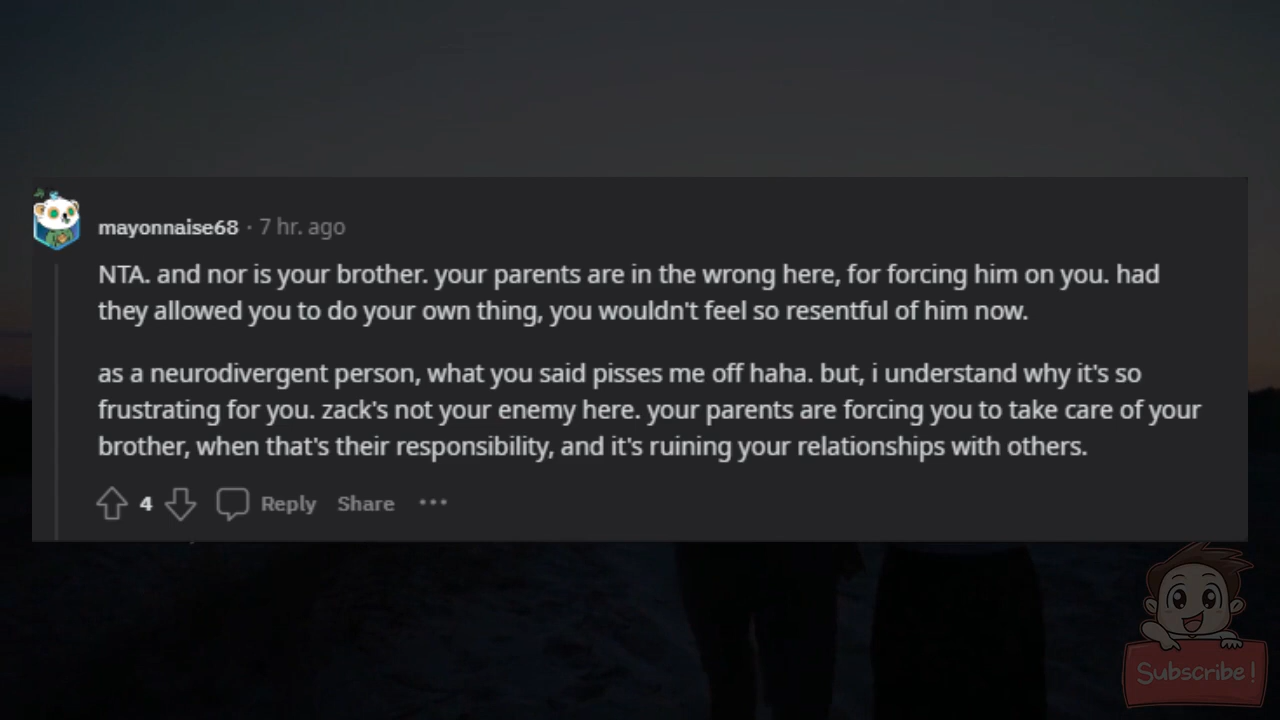 mayonnaise68 · 7 hr. ago
NTA. and nor is your brother. your parents are in the wrong here, for forcing him on you. had
they allowed you to do your own thing, you wouldn't feel so resentful of him now.
as a neurodivergent person, what you said pisses me off haha. but, i understand why it's so
frustrating for you. zack's not your enemy here. your parents are forcing you to take care of your
brother, when that's their responsibility, and it's ruining your relationships with others.
4 Reply Share ···
Subscribe!